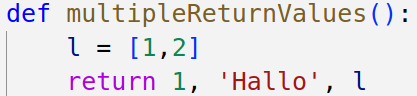 def multipleReturnValues():
    l = [1,2]
    return 1, 'Hallo', l